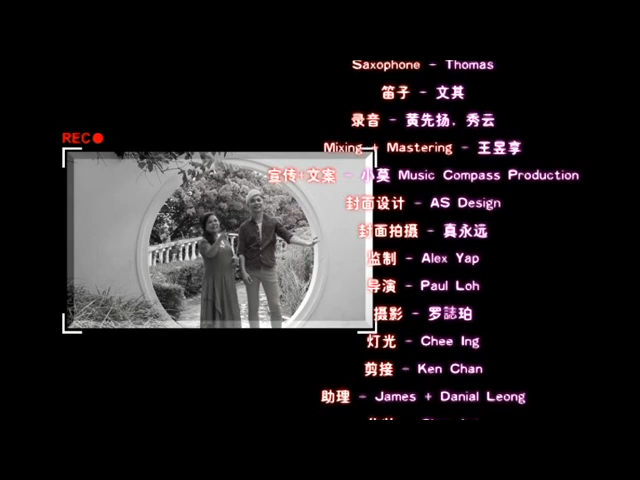 Saxophone - Thomas
笛子 - 文其
录音 - 黄先扬. 秀云
REC
Mixing + Mastering - 王昱享
宣传+文案 - 小莫 Music Compass Production
封面设计 - AS Design
封面拍摄 - 真永远
监制 - Alex Yap
导演 - Paul Loh
摄影 - 罗誌珀
灯光 - Chee Ing
剪接 - Ken Chan
助理 - James + Danial Leong